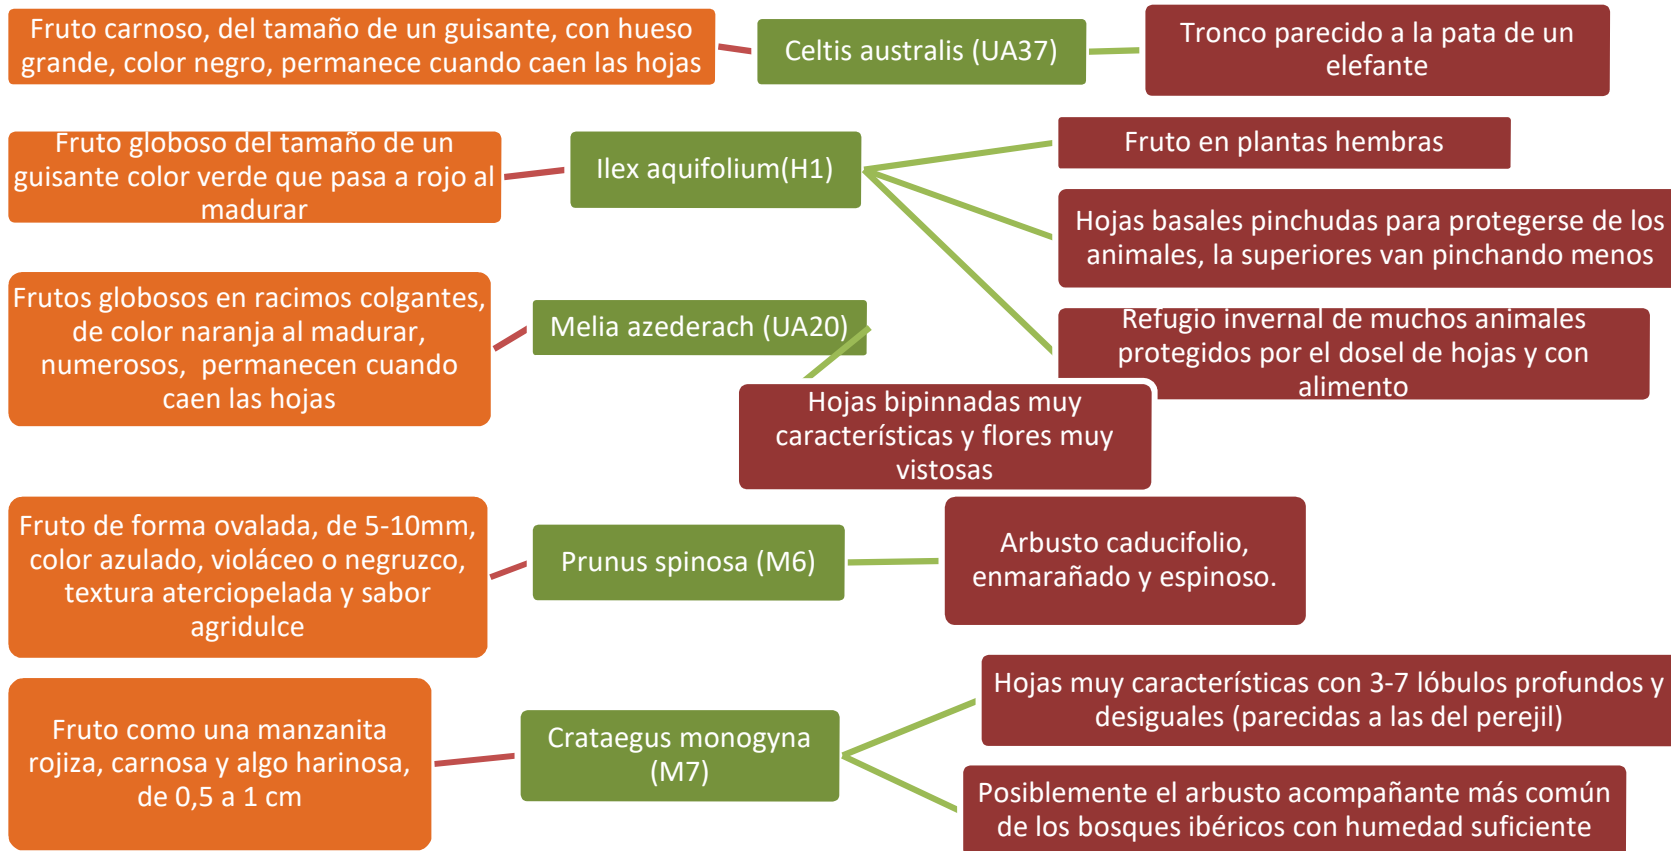 Fruto carnoso, del tamaño de un guisante, con hueso
grande, color negro, permanece cuando caen las hojas
Celtis australis (UA37)
Tronco parecido a la pata de un
elefante
Fruto globoso del tamaño de un
guisante color verde que pasa a rojo al
madurar
Ilex aquifolium(H1)
Fruto en plantas hembras
Hojas basales pinchudas para protegerse de los
animales, la superiores van pinchando menos
Refugio invernal de muchos animales
protegidos por el dosel de hojas y con
alimento
Frutos globosos en racimos colgantes,
de color naranja al madurar,
numerosos, permanecen cuando
caen las hojas
Melia azederach (UA20)
Hojas bipinnadas muy
características y flores muy
vistosas
Fruto de forma ovalada, de 5-10mm,
color azulado, violáceo o negruzco,
textura aterciopelada y sabor
agridulce
Prunus spinosa (M6)
Arbusto caducifolio,
enmarañado y espinoso.
Fruto como una manzanita
rojiza, carnosa y algo harinosa,
de 0,5 a 1 cm
Crataegus monogyna
(M7)
Hojas muy características con 3-7 lóbulos profundos y
desiguales (parecidas a las del perejil)
Posiblemente el arbusto acompañante más común
de los bosques ibéricos con humedad suficiente